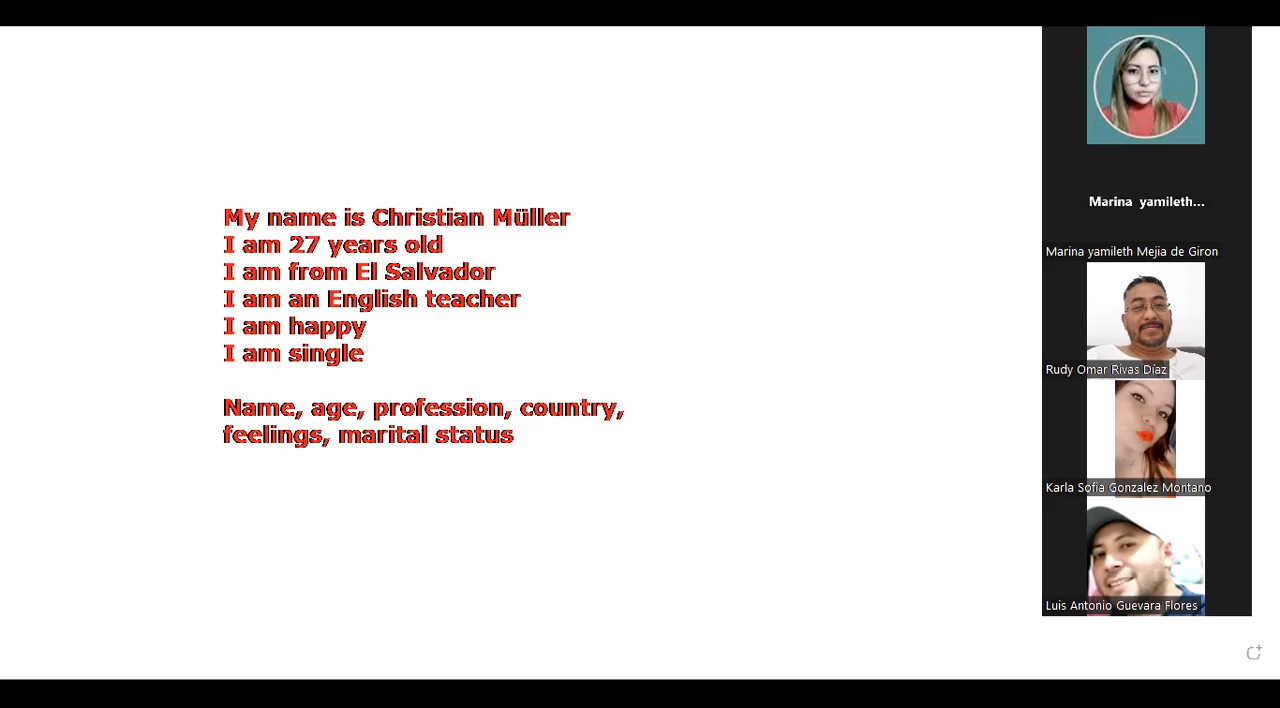 My name is Christian Müller
I am 27 years old
I am from El Salvador
I am an English teacher
I am happy
I am single
Name, age, profession, country,
feelings, marital status
Marina yamileth...
Marina yamileth Mejia de Giron
Rudy Omar Rivas Díaz
Karla Sofia Gonzalez Montano
Luis Antonio Guevara Flores